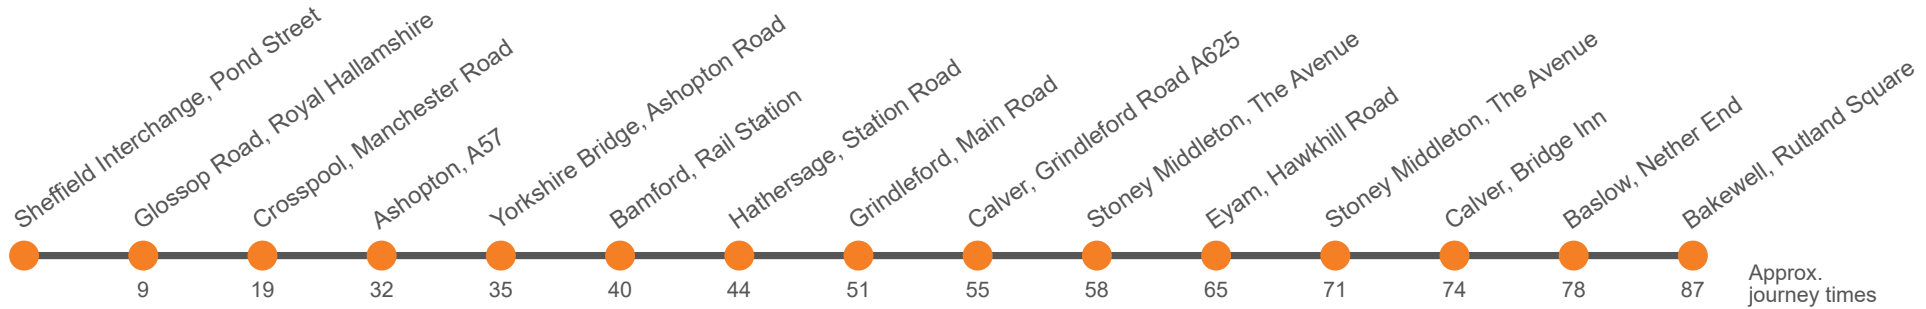 Sheffield Interchange, Pond Street
Glossop Road, Royal Hallamshire
Crosspool, Manchester Road
Ashopton, A57
Yorkshire Bridge, Ashopton Road
Bamford, Rail Station
Hathersage, Station Road
Grindleford, Main Road
Calver, Grindleford Road A625
Stoney Middleton, The Avenue
Eyam, Hawkhill Road
Stoney Middleton, The Avenue
Calver, Bridge Inn
Baslow, Nether End
Bakewell, Rutland Square
9 19 32 35 40 44 51 55 58 65 71 74 78 87
Approx.
journey times